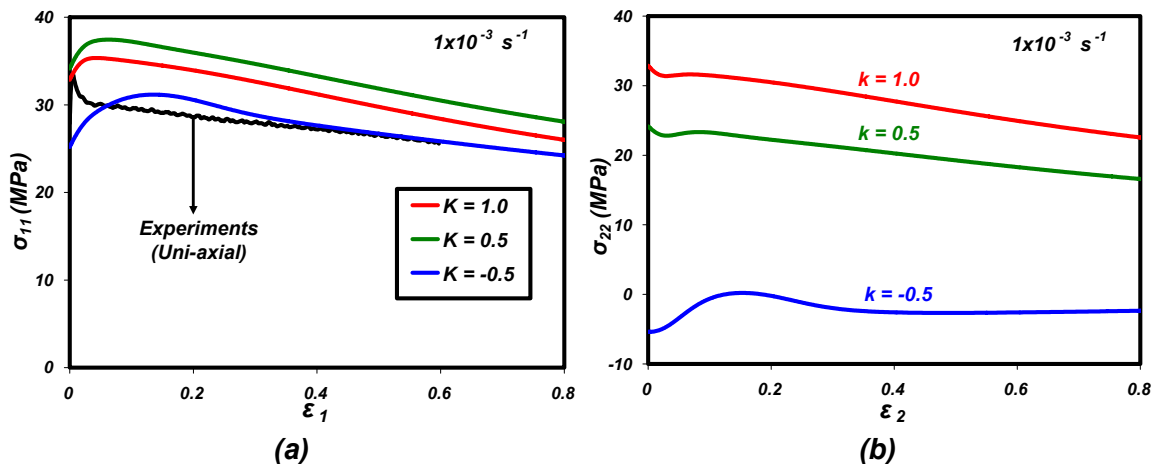 40
30
20
10
0
σ11 (MPa)
1x10-3 s-1
Experiments
(Uni-axial)
K = 1.0
K = 0.5
K = -0.5
0
0.2
0.4
0.6
0.8
ε1
(a)
40
30
20
10
0
-10
σ22 (MPa)
1x10-3 s-1
k = 1.0
k = 0.5
k = -0.5
0
0.2
0.4
0.6
0.8
ε2
(b)